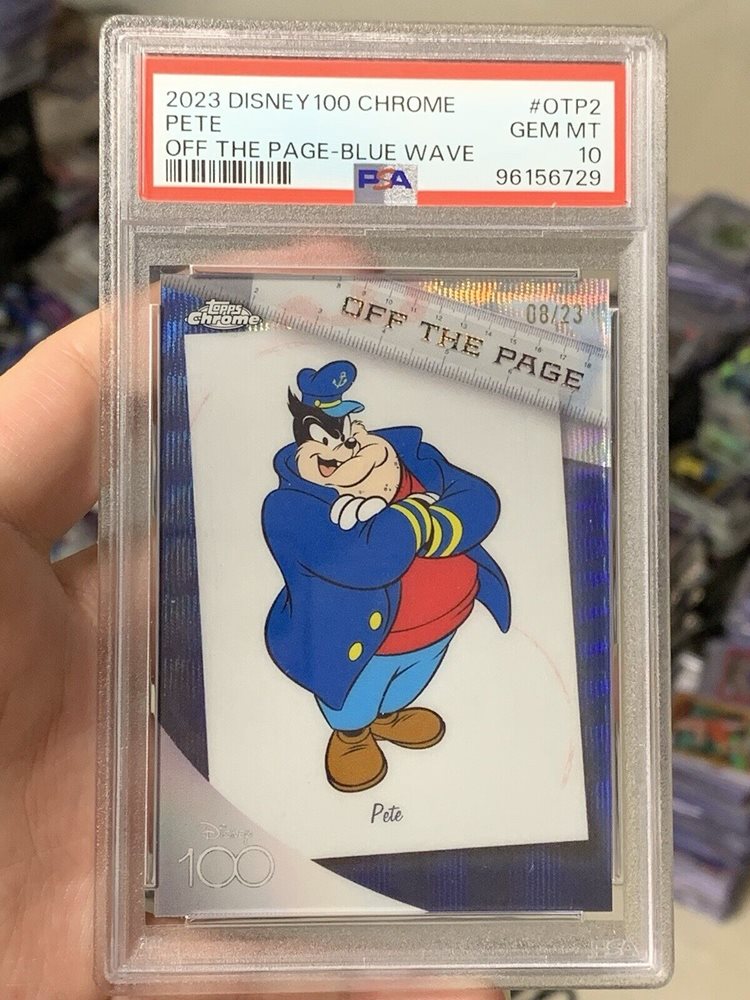 2023 DISNEY100 CHROME #OTP2
PETE GEM MT
OFF THE PAGE-BLUE WAVE 10
PSA 96156729
Topps Chrome
08/23
OFF THE PAGE
Pete
Disney
100
PSA